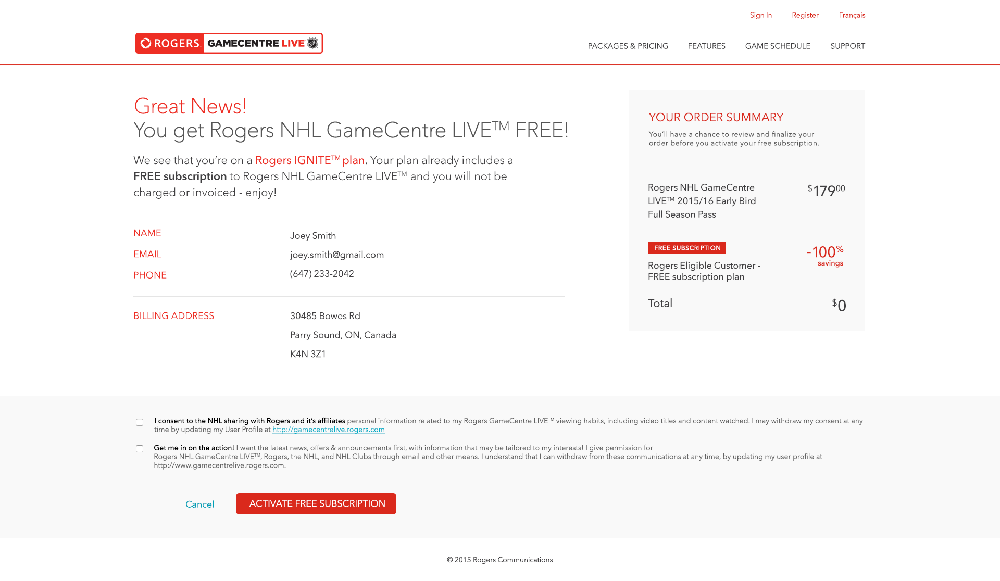 Sign In Register Français
ROGERS™ GAMECENTRE LIVE™
PACKAGES & PRICING FEATURES GAME SCHEDULE SUPPORT
Great News!
You get Rogers NHL GameCentre LIVE™ FREE!
We see that you're on a Rogers IGNITE™ plan. Your plan already includes a
FREE subscription to Rogers NHL GameCentre LIVE™ and you will not be
charged or invoiced - enjoy!
NAME Joey Smith
EMAIL joey.smith@gmail.com
PHONE (647) 233-2042
BILLING ADDRESS 30485 Bowes Rd
Parry Sound, ON, Canada
K4N 3Z1
YOUR ORDER SUMMARY
You'll have a chance to review and finalize your
order before you activate your free subscription.
Rogers NHL GameCentre $17900
LIVE™ 2015/16 Early Bird
Full Season Pass
FREE SUBSCRIPTION -100%
savings
Rogers Eligible Customer -
FREE subscription plan
Total $0
I consent to the NHL sharing with Rogers and it's affiliates personal information related to my Rogers GameCentre LIVE™ viewing habits, including video titles and content watched. I may withdraw my consent at any
time by updating my User Profile at http://gamecentrelive.rogers.com
Get me in on the action! I want the latest news, offers & announcements first, with information that may be tailored to my interests! I give permission for
Rogers NHL GameCentre LIVE™, Rogers, the NHL, and NHL Clubs through email and other means. I understand that I can withdraw from these communications at any time, by updating my user profile at
http://www.gamecentrelive.rogers.com.
Cancel ACTIVATE FREE SUBSCRIPTION
© 2015 Rogers Communications